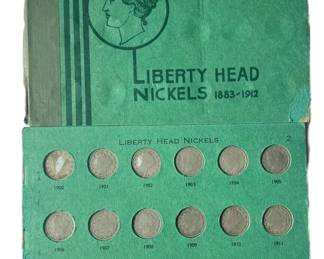 LIBERTY HEAD
NICKELS 1883-1912
LIBERTY HEAD NICKELS 2
1900 1901 1902 1903 1904 1905
1906 1907 1908 1909 1910 1911